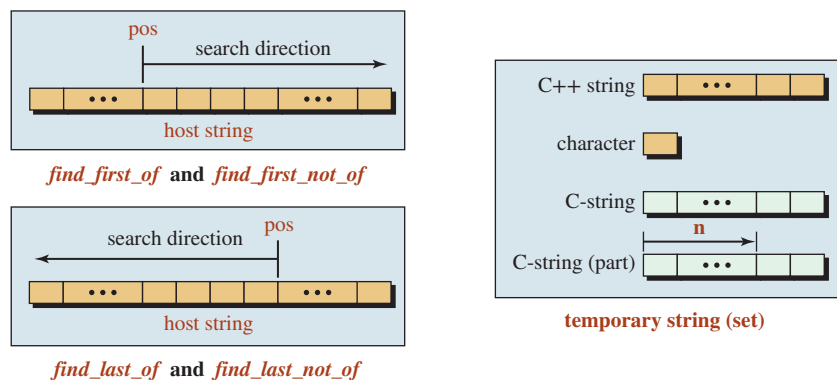 pos
search direction
host string
find_first_of and find_first_not_of
pos
search direction
host string
find_last_of and find_last_not_of
C++ string
character
C-string
n
C-string (part)
temporary string (set)